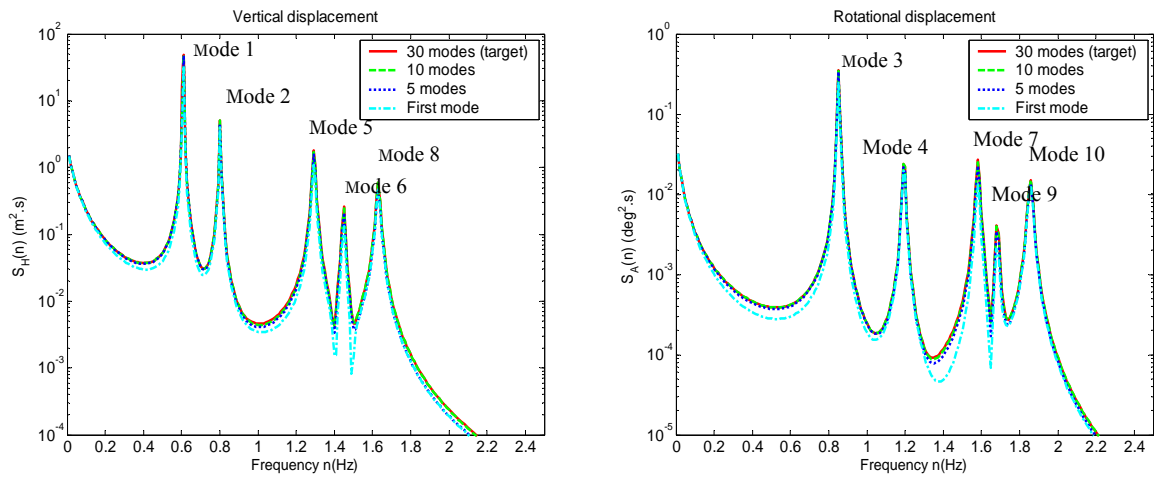 Vertical displacement
10^2
10^1
10^0
10^-1
10^-2
10^-3
10^-4
S_H(n) (m^2.s)
Mode 1
Mode 2
Mode 5
Mode 8
Mode 6
30 modes (target)
10 modes
5 modes
First mode
0 0.2 0.4 0.6 0.8 1 1.2 1.4 1.6 1.8 2 2.2 2.4
Frequency n(Hz)
Rotational displacement
10^0
10^-1
10^-2
10^-3
10^-4
10^-5
S_A(n) (deg^2.s)
Mode 3
Mode 4
Mode 7
Mode 10
Mode 9
30 modes (target)
10 modes
5 modes
First mode
0 0.2 0.4 0.6 0.8 1 1.2 1.4 1.6 1.8 2 2.2 2.4
Frequency n(Hz)